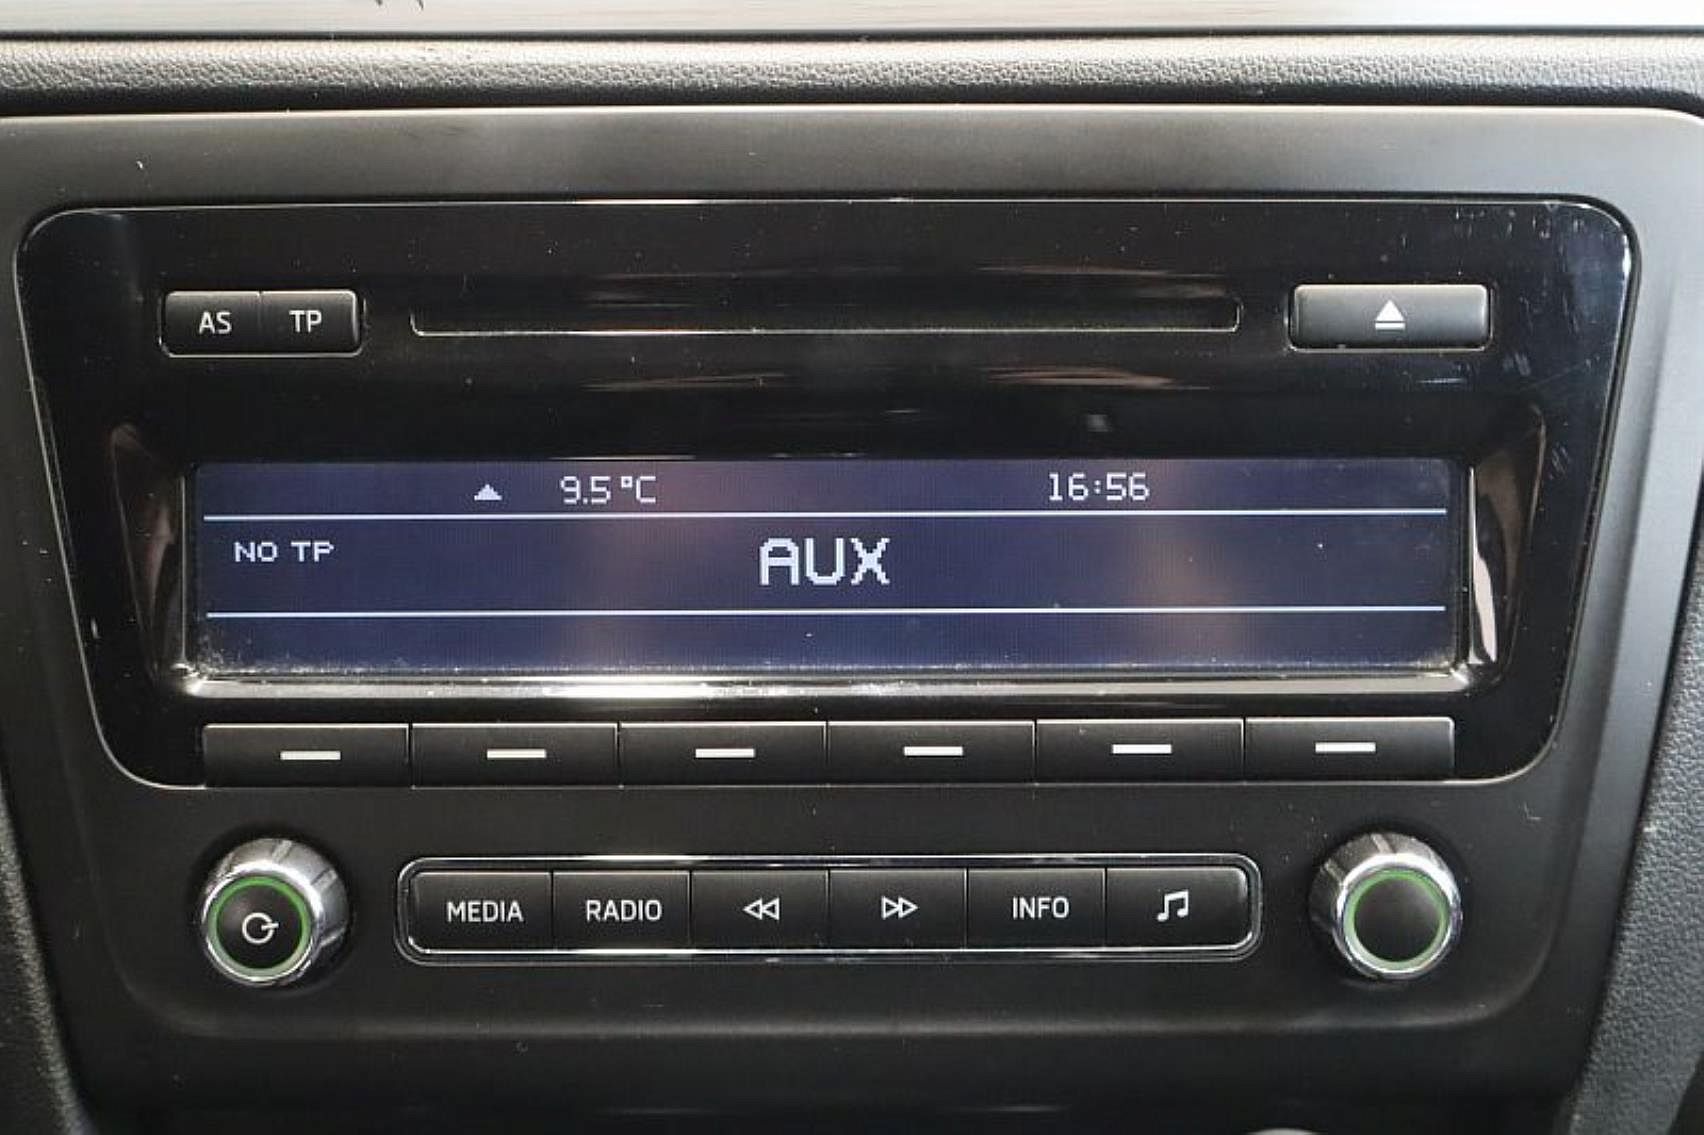 AS TP
9.5°C 16:56
NO TP AUX
MEDIA RADIO INFO